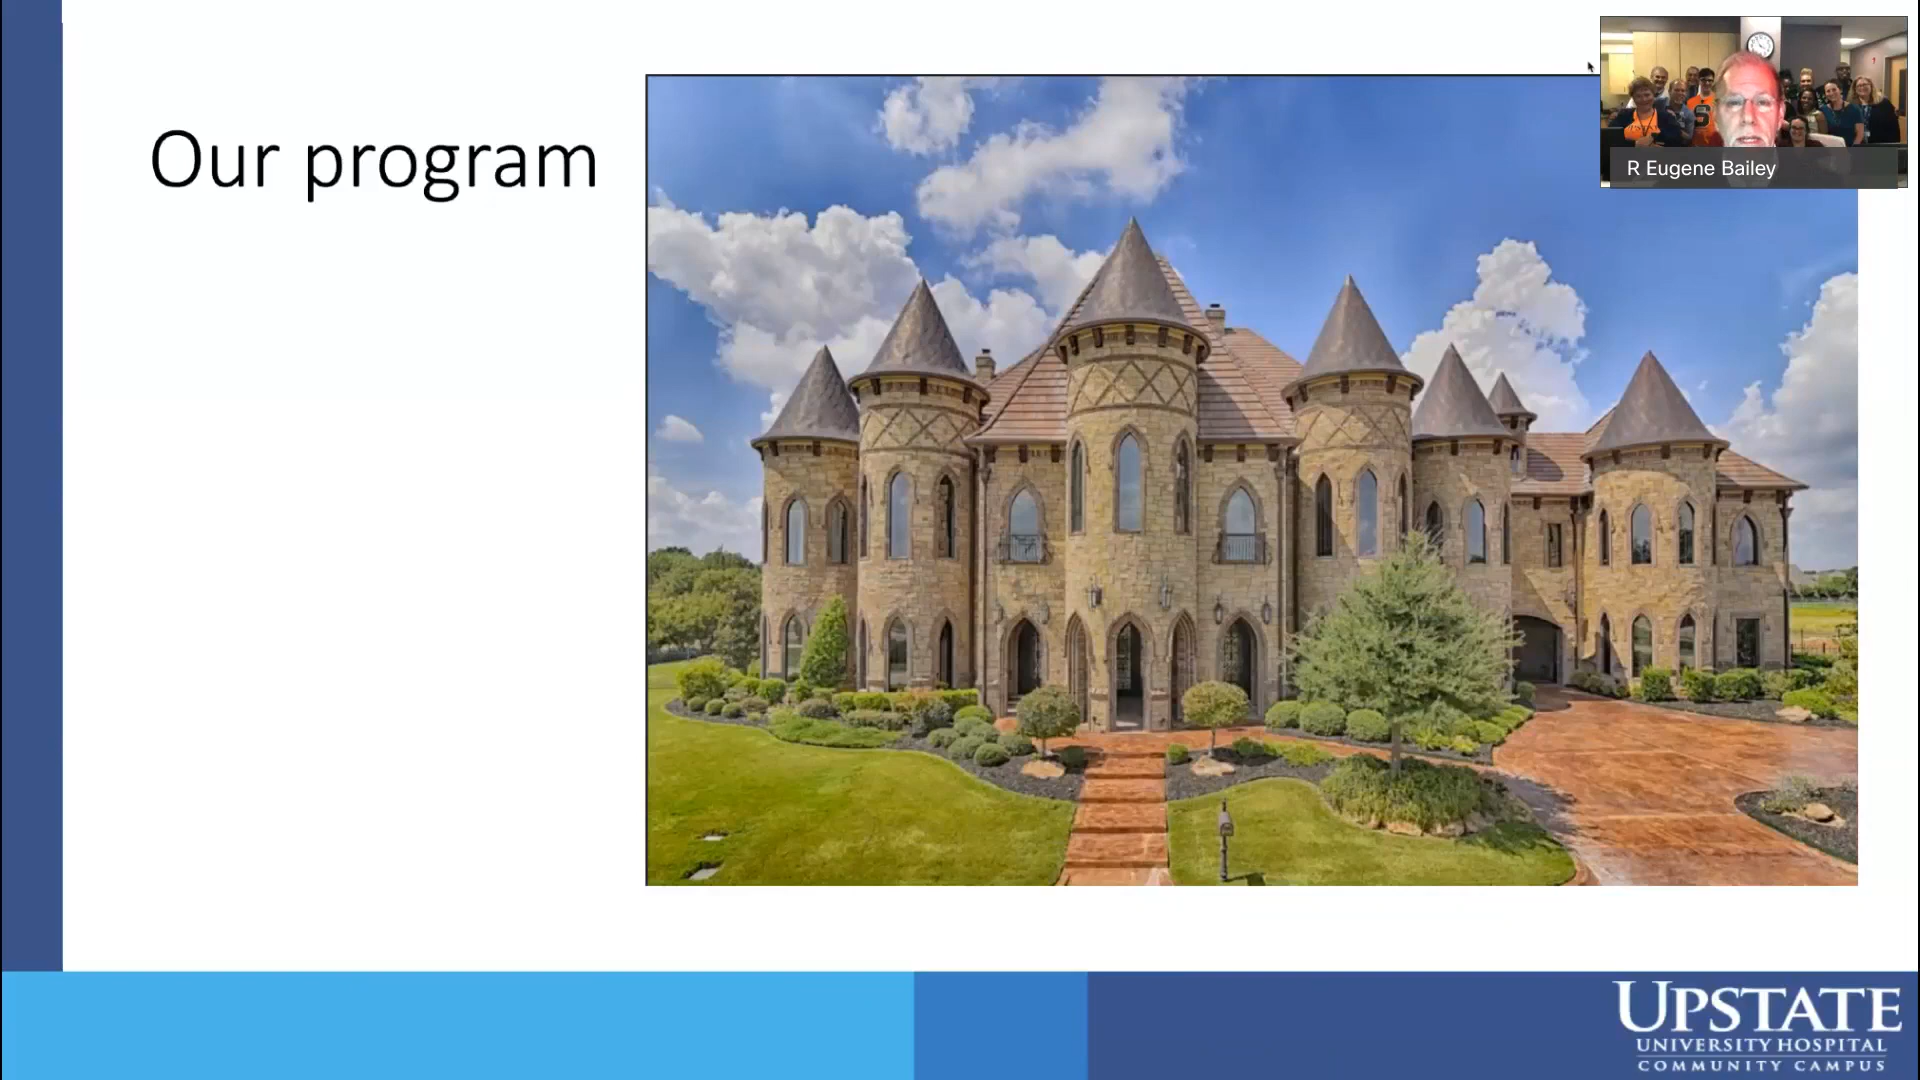 Our program
R Eugene Bailey
UPSTATE
UNIVERSITY HOSPITAL
COMMUNITY CAMPUS